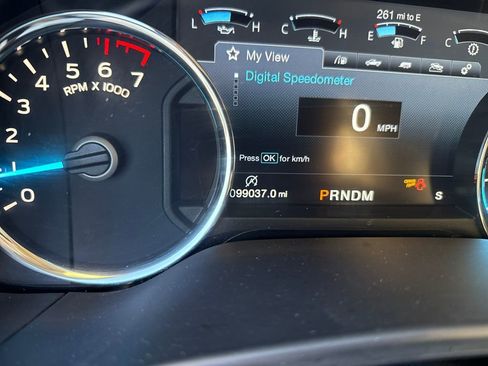 261 mi to E
L H C H E F C
My View
Digital Speedometer
0 MPH
Press OK for km/h
099037.0 mi
PRNDM
S
7
6
5
4
3
2
1
0
RPM X 1000